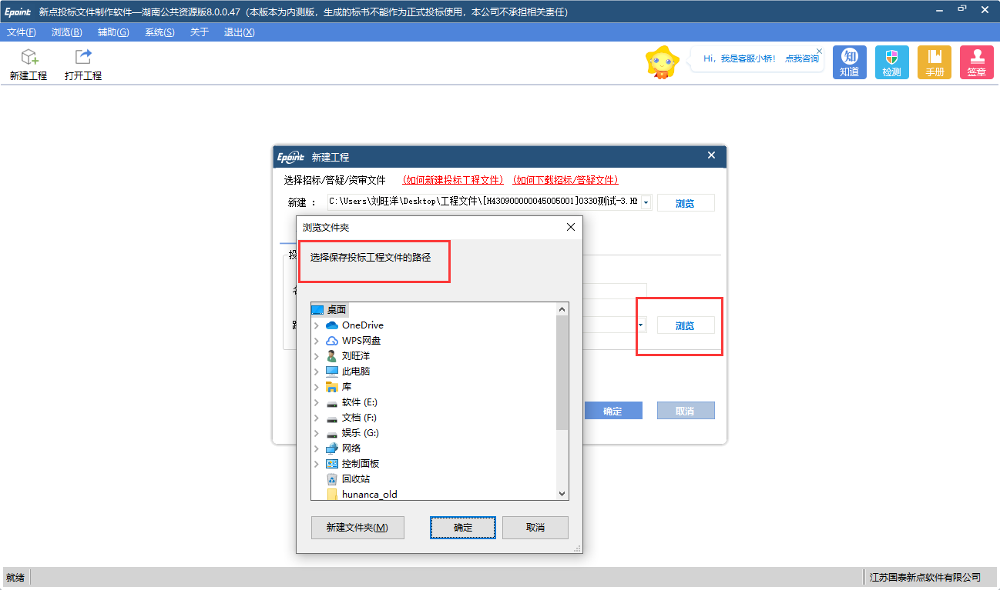 Epoint 新点投标文件制作软件—湖南公共资源版8.0.0.47（本版本为内测版，生成的标书不能作为正式投标使用，本公司不承担相关责任）
文件(F) 浏览(B) 辅助(G) 系统(S) 关于 退出(X)
新建工程 打开工程
Hi，我是客服小桥！ 点我咨询
知 知道 检测 手册 签章
Epoint 新建工程
选择招标/答疑/资审文件 (如何新建投标工程文件) (如何下载招标/答疑文件)
新建 ： C:\Users\刘旺洋\Desktop\工程文件\[H430900000045005001]0330测试-3.H 浏览
浏览文件夹
选择保存投标工程文件的路径
桌面
OneDrive
WPS网盘
刘旺洋
此电脑
库
软件 (E:)
文档 (F:)
娱乐 (G:)
网络
控制面板
回收站
hunanca_old
新建文件夹(M) 确定 取消
浏览
确定 取消
就绪 江苏国泰新点软件有限公司